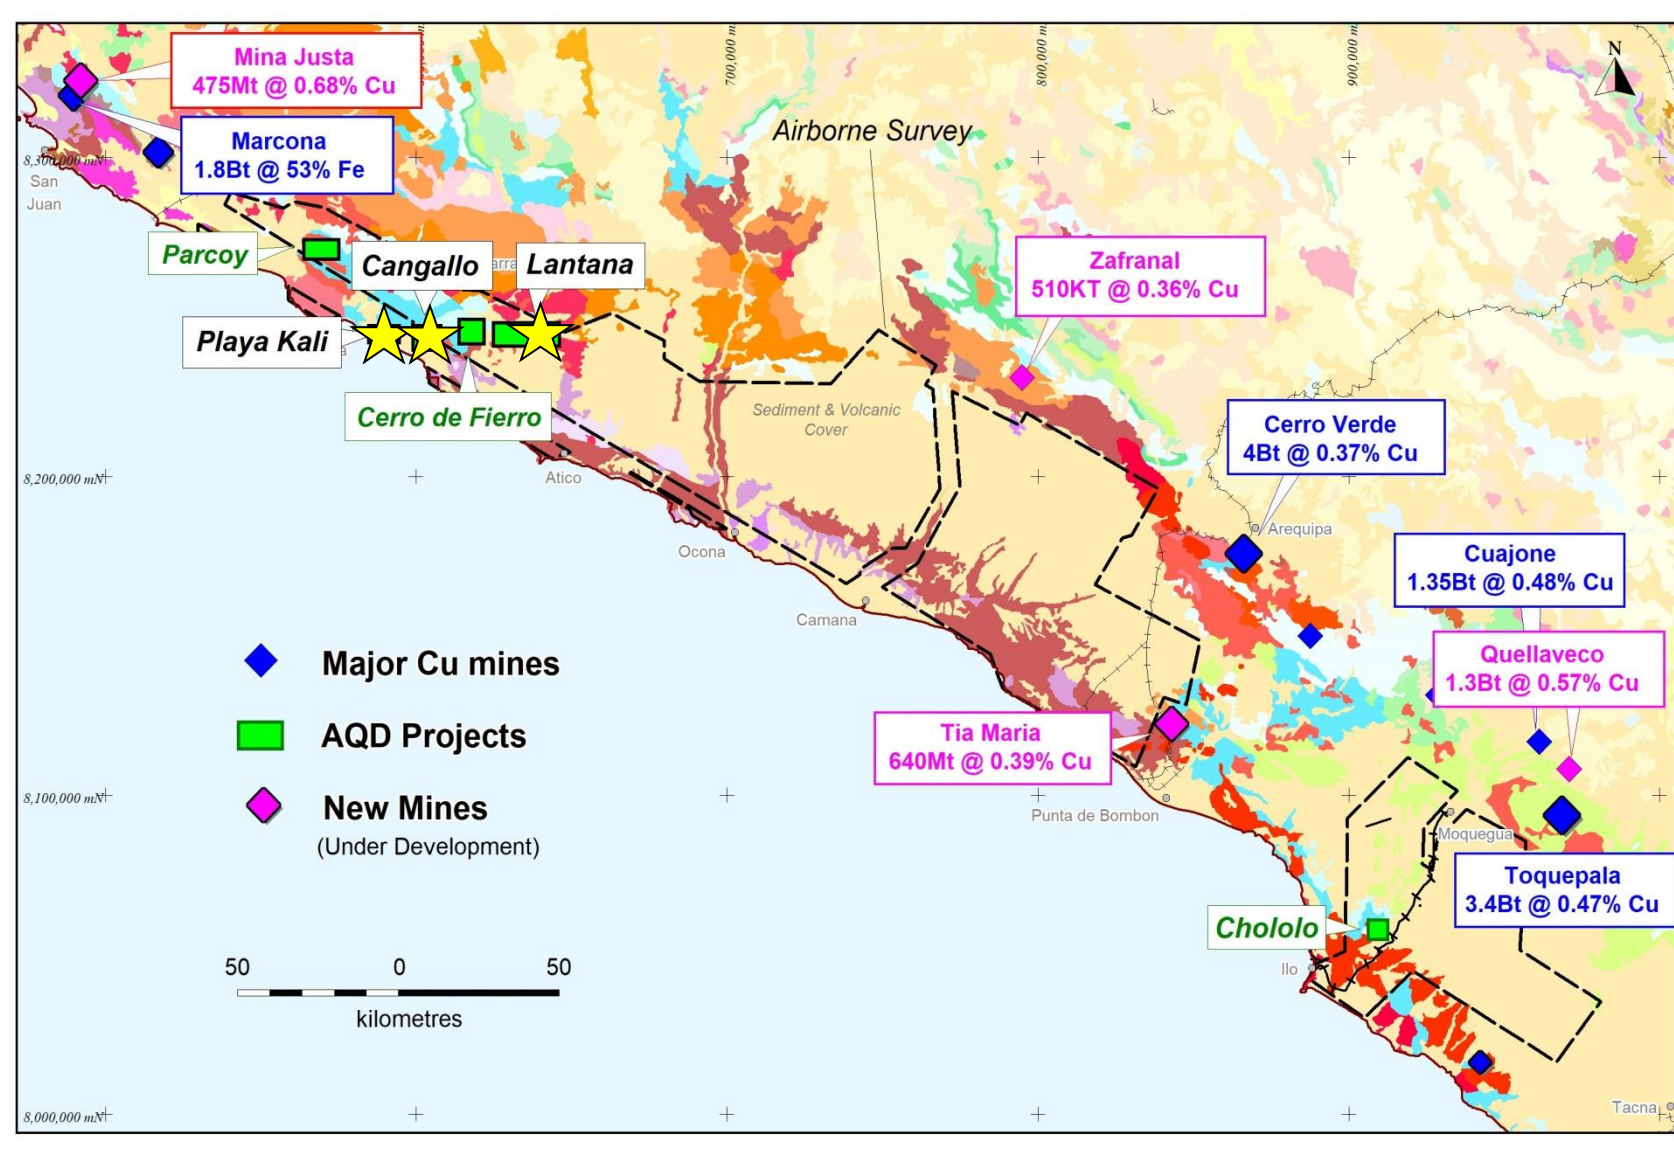 Mina Justa
475Mt @ 0.68% Cu
Marcona
1.8Bt @ 53% Fe
8,300,000 mN
San
Juan
700,000 m
800,000 m
900,000 m
N
Airborne Survey
Parcoy
Cangallo
Lantana
Playa Kali
Cerro de Fierro
Zafranal
510KT @ 0.36% Cu
Sediment & Volcanic
Cover
Cerro Verde
4Bt @ 0.37% Cu
8,200,000 mN
Atico
Ocona
Arequipa
Camana
Cuajone
1.35Bt @ 0.48% Cu
Quellaveco
1.3Bt @ 0.57% Cu
Major Cu mines
AQD Projects
New Mines
(Under Development)
Tia Maria
640Mt @ 0.39% Cu
8,100,000 mN
Punta de Bombon
Moquegua
Toquepala
3.4Bt @ 0.47% Cu
Chololo
Ilo
50 0 50
kilometres
8,000,000 mN
Tacna